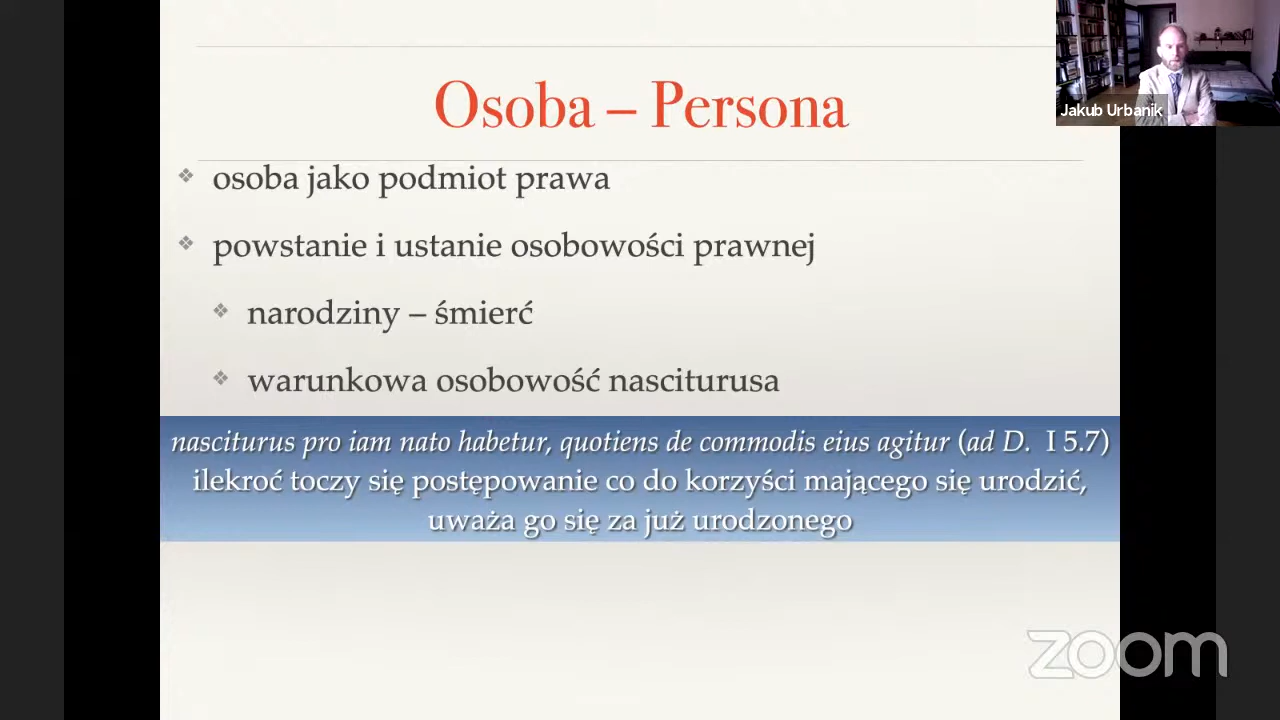 Osoba – Persona
Jakub Urbanik
osoba jako podmiot prawa
powstanie i ustanie osobowości prawnej
narodziny – śmierć
warunkowa osobowość nasciturusa
nasciturus pro iam nato habetur, quotiens de commodis eius agitur (ad D. I 5.7)
ilekroć toczy się postępowanie co do korzyści mającego się urodzić,
uważa go się za już urodzonego
zoom